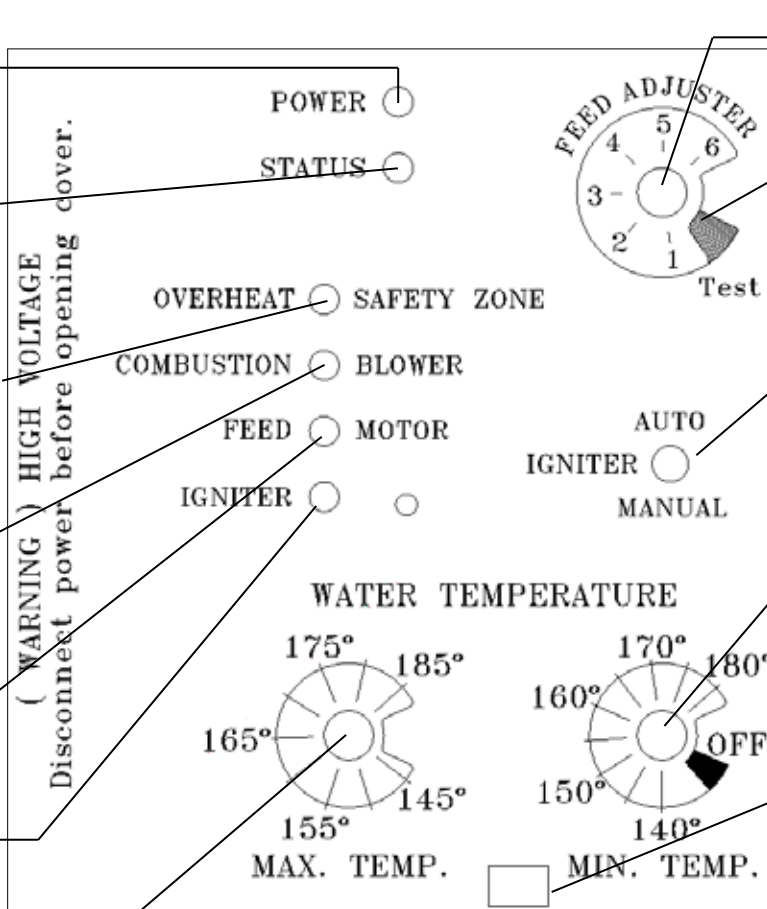 ( WARNING ) HIGH VOLTAGE
Disconnect power before opening cover.
POWER
STATUS
FEED ADJUSTER
1
2
3
4
5
6
Test
OVERHEAT SAFETY ZONE
COMBUSTION BLOWER
FEED MOTOR
IGNITER
AUTO
IGNITER
MANUAL
WATER TEMPERATURE
175°
185°
165°
145°
155°
MAX. TEMP.
170°
180°
160°
OFF
150°
140°
MIN. TEMP.